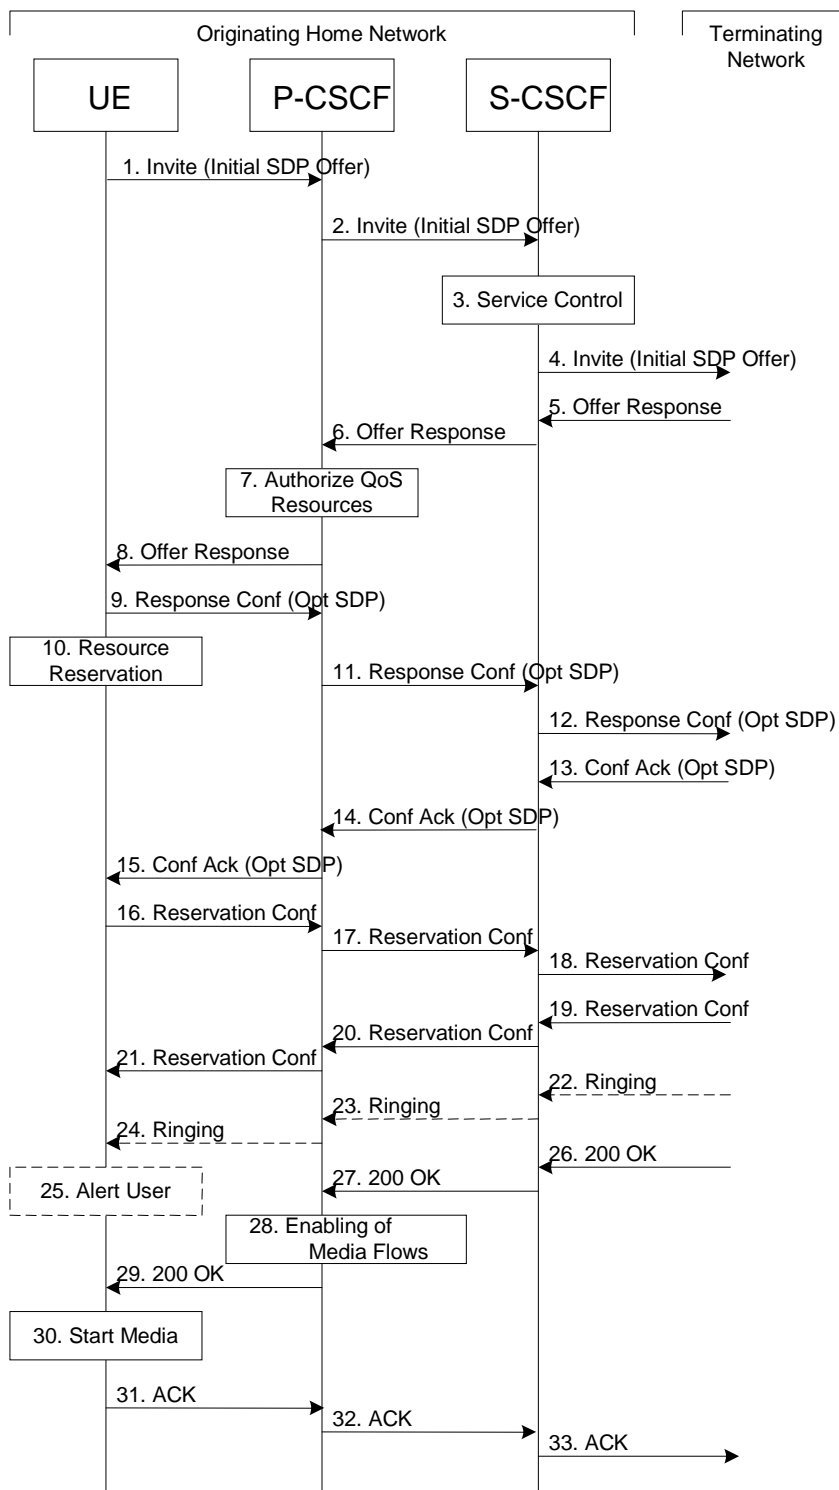 Originating Home Network
Terminating
Network
UE
P-CSCF
S-CSCF
1. Invite (Initial SDP Offer)
2. Invite (Initial SDP Offer)
3. Service Control
4. Invite (Initial SDP Offer)
5. Offer Response
6. Offer Response
7. Authorize QoS
Resources
8. Offer Response
9. Response Conf (Opt SDP)
10. Resource
Reservation
11. Response Conf (Opt SDP)
12. Response Conf (Opt SDP)
13. Conf Ack (Opt SDP)
14. Conf Ack (Opt SDP)
15. Conf Ack (Opt SDP)
16. Reservation Conf
17. Reservation Conf
18. Reservation Conf
19. Reservation Conf
20. Reservation Conf
21. Reservation Conf
22. Ringing
23. Ringing
24. Ringing
25. Alert User
26. 200 OK
27. 200 OK
28. Enabling of
Media Flows
29. 200 OK
30. Start Media
31. ACK
32. ACK
33. ACK